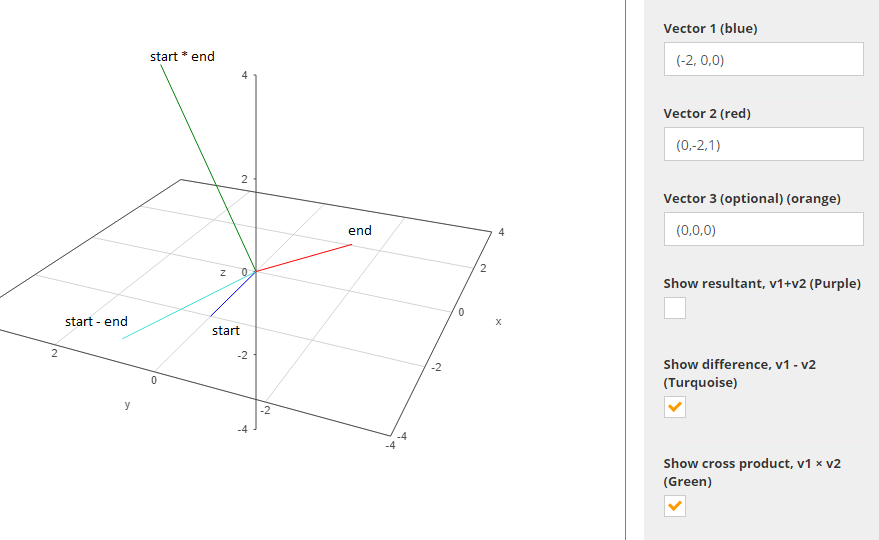 start * end
4
2
end
4
z
0
2
0
x
start - end
start
2
-2
-2
0
y
-2
-4
-4
-4
Vector 1 (blue)
(-2, 0,0)
Vector 2 (red)
(0,-2,1)
Vector 3 (optional) (orange)
(0,0,0)
Show resultant, v1+v2 (Purple)
Show difference, v1 - v2
(Turquoise)
Show cross product, v1 × v2
(Green)